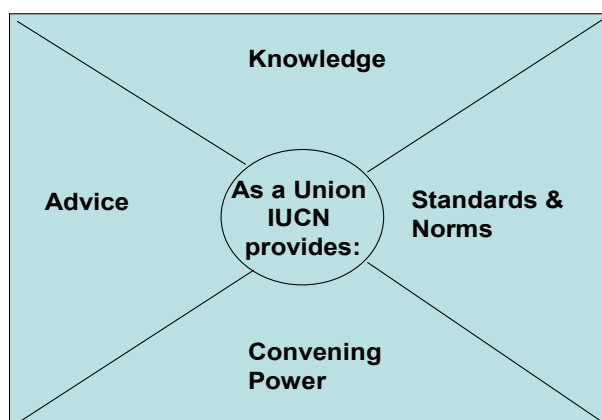 Knowledge
Advice
As a Union
IUCN
provides:
Standards &
Norms
Convening
Power